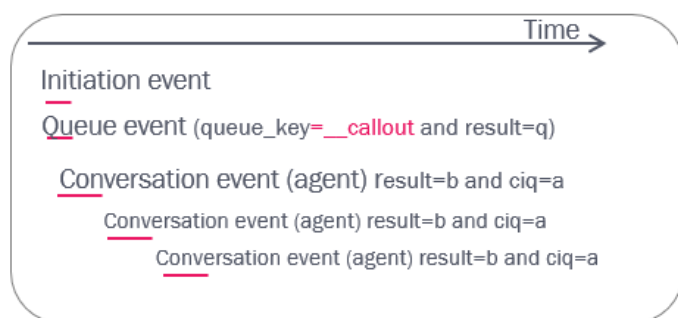 Time
Initiation event
Queue event (queue_key=__callout and result=q)
Conversation event (agent) result=b and ciq=a
Conversation event (agent) result=b and ciq=a
Conversation event (agent) result=b and ciq=a